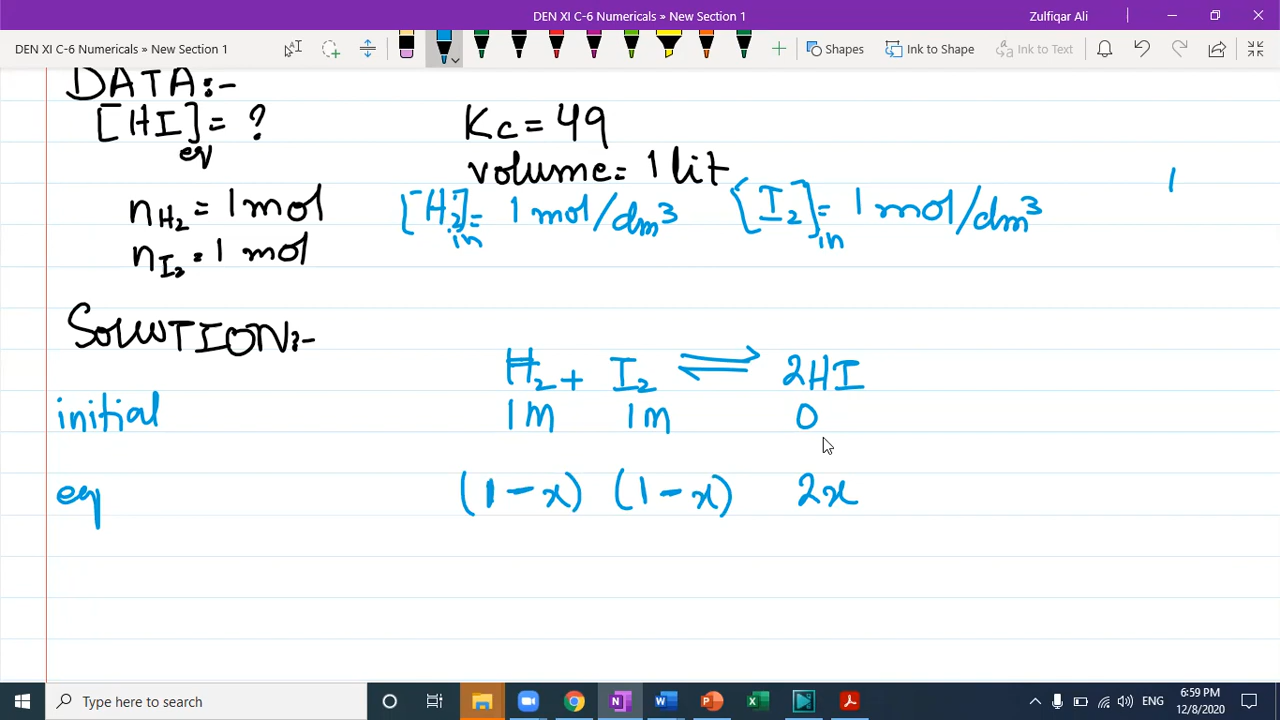 DEN XI C-6 Numericals » New Section 1
Zulfiqar Ali
DEN XI C-6 Numericals » New Section 1
Shapes
Ink to Shape
Ink to Text
DATA:-
[HI]eq = ?
Kc = 49
volume = 1 lit
nH₂ = 1 mol
[H₂]in = 1 mol/dm³
[I₂]in = 1 mol/dm³
nI₂ = 1 mol
SOLUTION:-
H₂ + I₂ ⇌ 2HI
initial 1M 1M 0
eq (1-x) (1-x) 2x
Type here to search
ENG
6:59 PM
12/8/2020